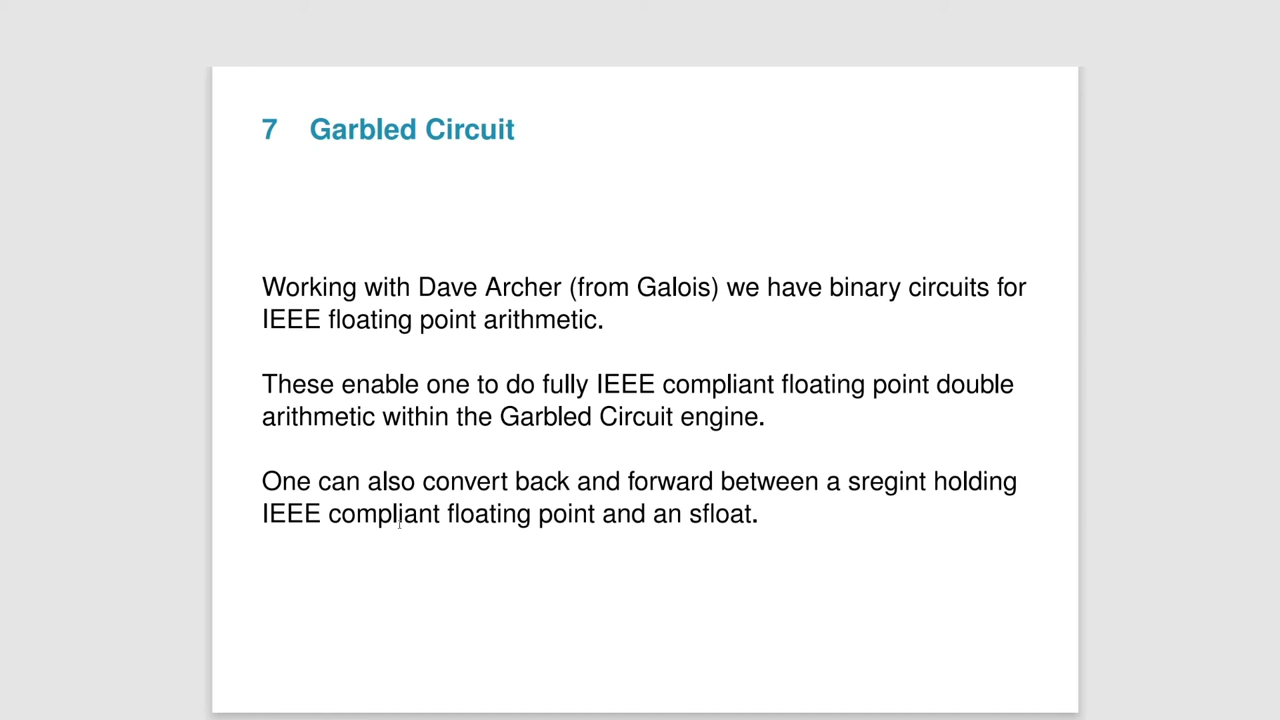 7 Garbled Circuit
Working with Dave Archer (from Galois) we have binary circuits for
IEEE floating point arithmetic.
These enable one to do fully IEEE compliant floating point double
arithmetic within the Garbled Circuit engine.
One can also convert back and forward between a sregint holding
IEEE compliant floating point and an sfloat.